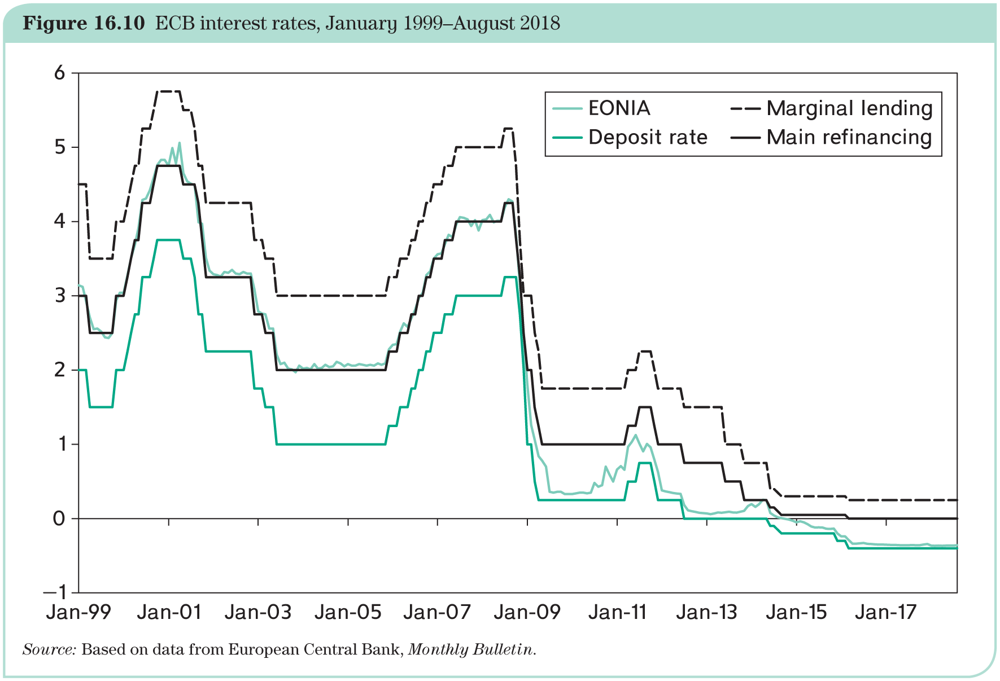 Figure 16.10 ECB interest rates, January 1999–August 2018
6
5
4
3
2
1
0
–1
EONIA
Marginal lending
Deposit rate
Main refinancing
Jan-99 Jan-01 Jan-03 Jan-05 Jan-07 Jan-09 Jan-11 Jan-13 Jan-15 Jan-17
Source: Based on data from European Central Bank, Monthly Bulletin.